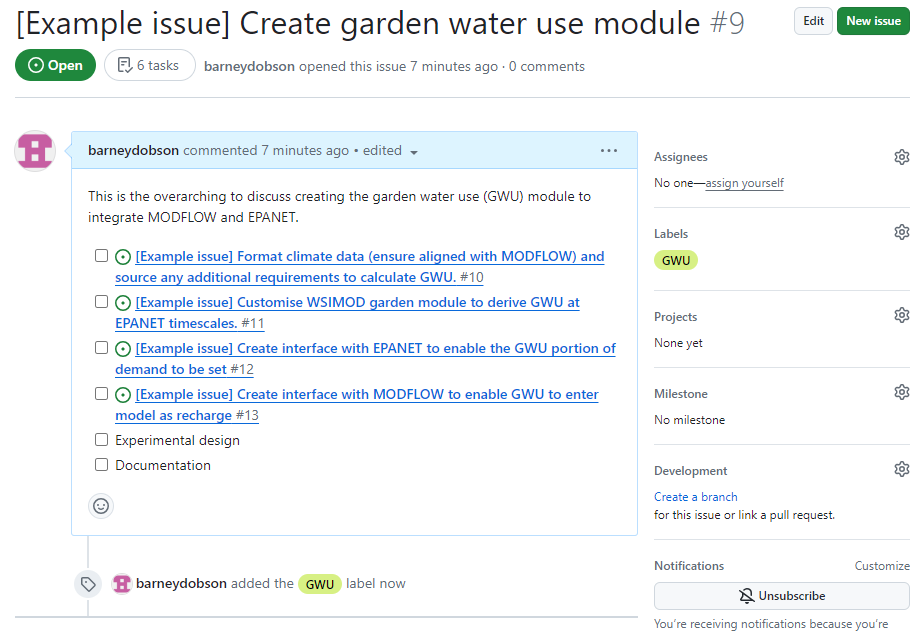 [Example issue] Create garden water use module #9
Edit
New issue
Open
6 tasks
barneydobson opened this issue 7 minutes ago · 0 comments
barneydobson commented 7 minutes ago • edited
This is the overarching to discuss creating the garden water use (GWU) module to
integrate MODFLOW and EPANET.
[Example issue] Format climate data (ensure aligned with MODFLOW) and
source any additional requirements to calculate GWU. #10
[Example issue] Customise WSIMOD garden module to derive GWU at
EPANET timescales. #11
[Example issue] Create interface with EPANET to enable the GWU portion of
demand to be set #12
[Example issue] Create interface with MODFLOW to enable GWU to enter
model as recharge #13
Experimental design
Documentation
barneydobson added the GWU label now
Assignees
No one—assign yourself
Labels
GWU
Projects
None yet
Milestone
No milestone
Development
Create a branch
for this issue or link a pull request.
Notifications
Customize
Unsubscribe
You're receiving notifications because you're